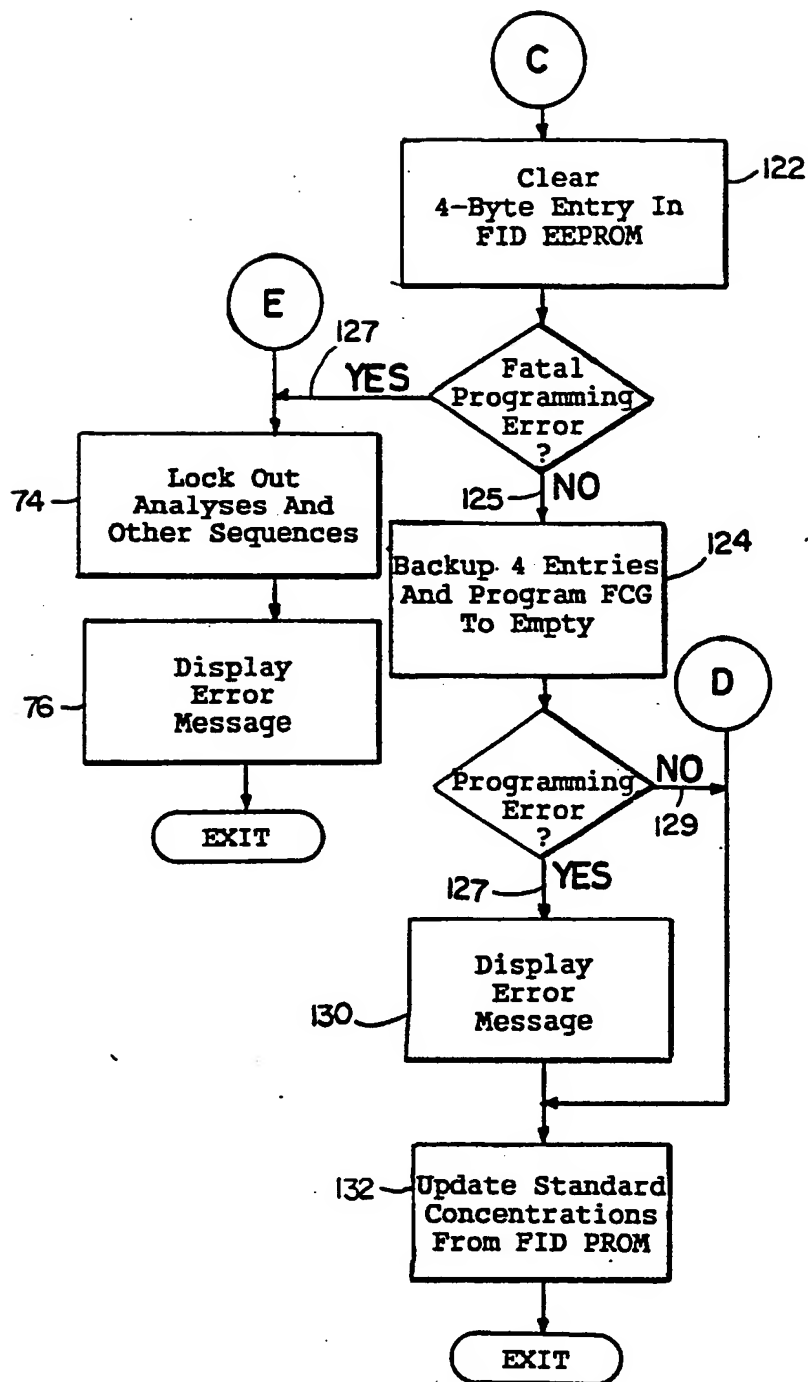 C
Clear
4-Byte Entry In
FID EEPROM
122
E
127
YES
Fatal
Programming
Error
?
125
NO
74
Lock Out
Analyses And
Other Sequences
Backup 4 Entries
And Program FCG
To Empty
124
76
Display
Error
Message
EXIT
D
Programming
Error
?
NO
129
127
YES
130
Display
Error
Message
132
Update Standard
Concentrations
From FID PROM
EXIT